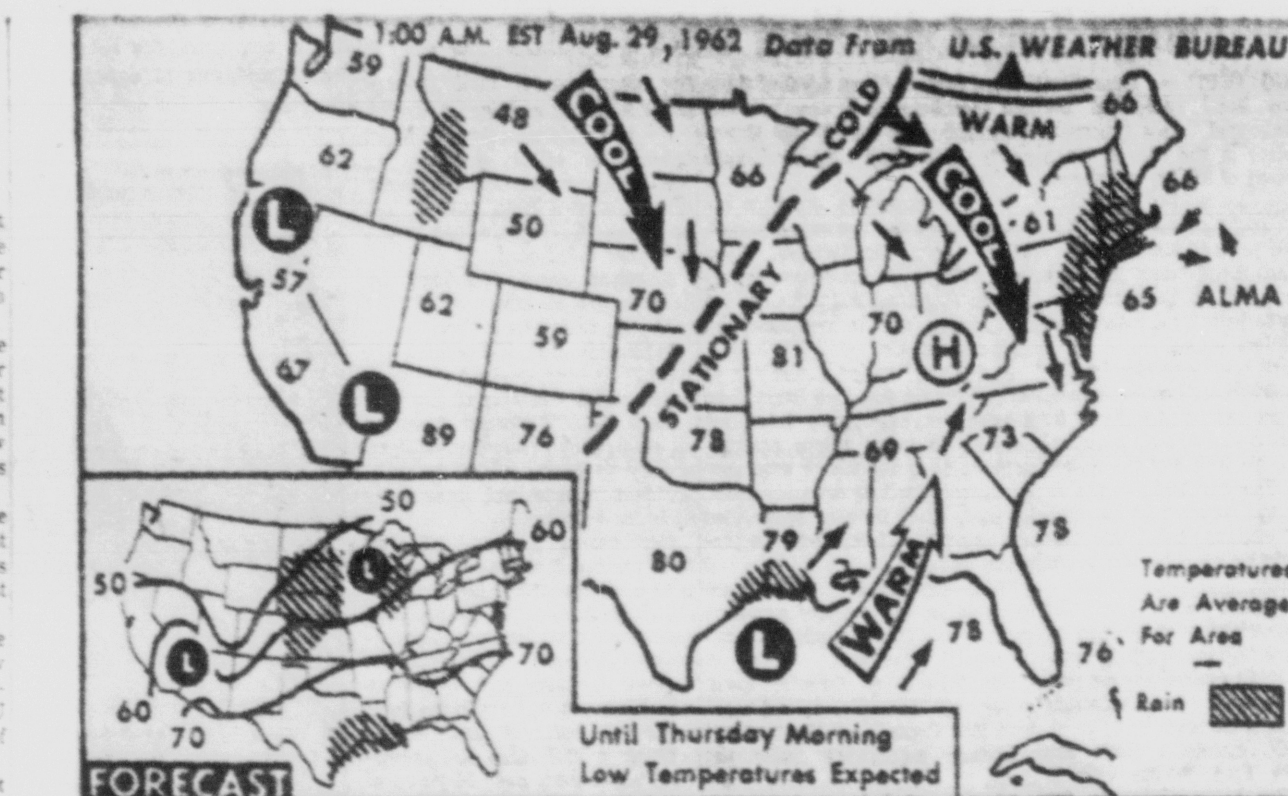 1:00 A.M. EST Aug. 29, 1962 Data From U.S. WEATHER BUREAU
59
48
COOL
COLD
WARM
66
62
66
COOL
66
L
50
61
57
62
70
STATIONARY
70
65 ALMA
59
81
H
67
L
89
76
78
69
73
78
80
79
WARM
L
78
76
Temperatures
Are Average
For Area
Rain
50
60
50
L
L
70
60
70
FORECAST
Until Thursday Morning
Low Temperatures Expected